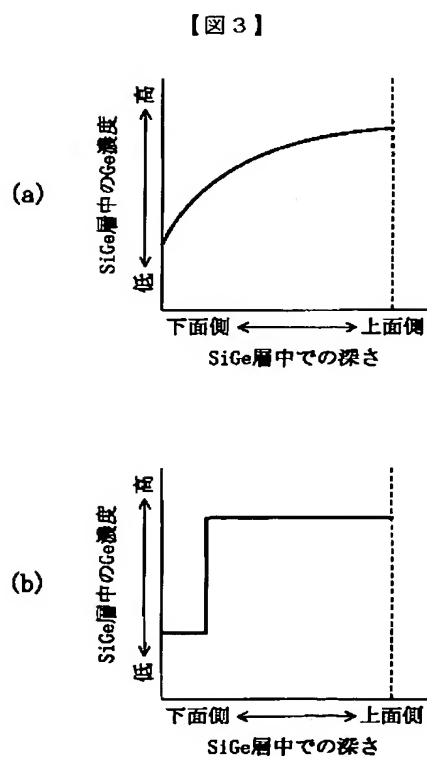 【図3】
(a)
SiGe層中のGe濃度
高
低
下面側
上面側
SiGe層中での深さ
(b)
SiGe層中のGe濃度
高
低
下面側
上面側
SiGe層中での深さ